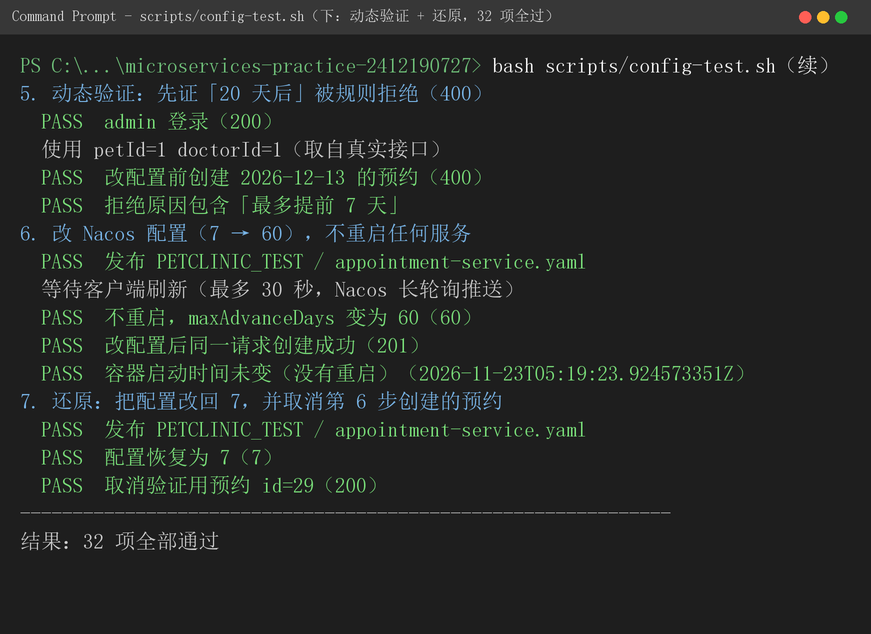 Command Prompt - scripts/config-test.sh（下：动态验证 + 还原，32 项全过）
PS C:\...\microservices-practice-2412190727> bash scripts/config-test.sh（续）
5. 动态验证：先证「20 天后」被规则拒绝（400）
PASS admin 登录（200）
使用 petId=1 doctorId=1（取自真实接口）
PASS 改配置前创建 2026-12-13 的预约（400）
PASS 拒绝原因包含「最多提前 7 天」
6. 改 Nacos 配置（7 → 60），不重启任何服务
PASS 发布 PETCLINIC_TEST / appointment-service.yaml
等待客户端刷新（最多 30 秒，Nacos 长轮询推送）
PASS 不重启，maxAdvanceDays 变为 60（60）
PASS 改配置后同一请求创建成功（201）
PASS 容器启动时间未变（没有重启）（2026-11-23T05:19:23.924573351Z）
7. 还原：把配置改回 7，并取消第 6 步创建的预约
PASS 发布 PETCLINIC_TEST / appointment-service.yaml
PASS 配置恢复为 7（7）
PASS 取消验证用预约 id=29（200）
--------------------------------------------------------------
结果：32 项全部通过